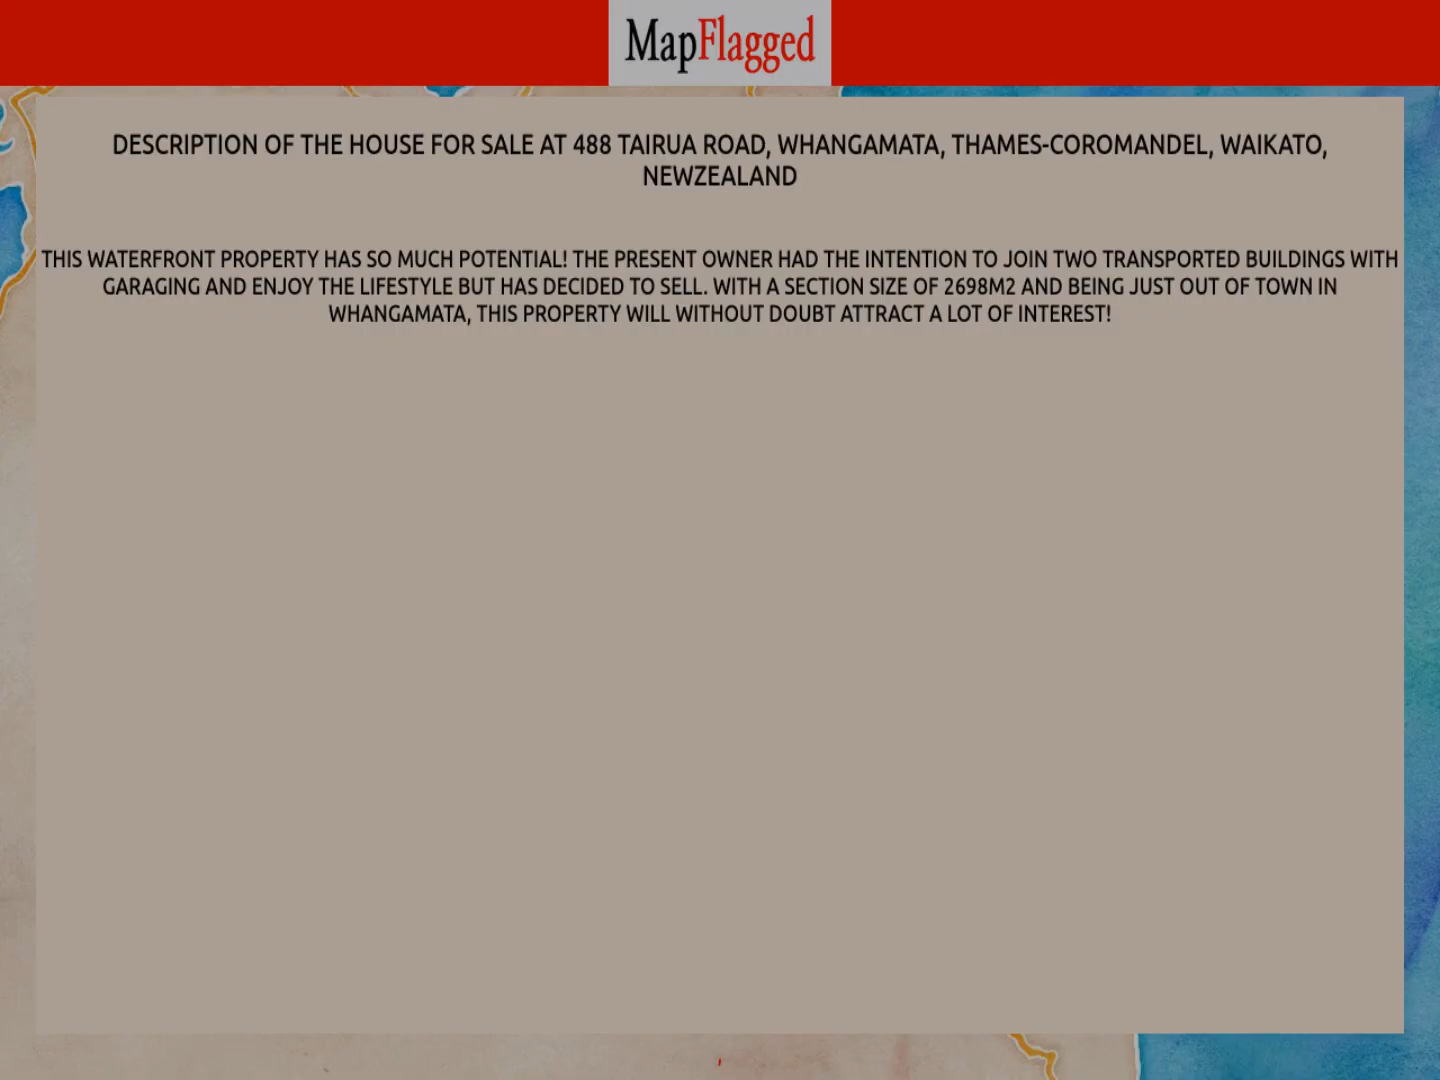 MapFlagged
DESCRIPTION OF THE HOUSE FOR SALE AT 488 TAIRUA ROAD, WHANGAMATA, THAMES-COROMANDEL, WAIKATO,
NEWZEALAND
THIS WATERFRONT PROPERTY HAS SO MUCH POTENTIAL! THE PRESENT OWNER HAD THE INTENTION TO JOIN TWO TRANSPORTED BUILDINGS WITH
GARAGING AND ENJOY THE LIFESTYLE BUT HAS DECIDED TO SELL. WITH A SECTION SIZE OF 2698M2 AND BEING JUST OUT OF TOWN IN
WHANGAMATA, THIS PROPERTY WILL WITHOUT DOUBT ATTRACT A LOT OF INTEREST!